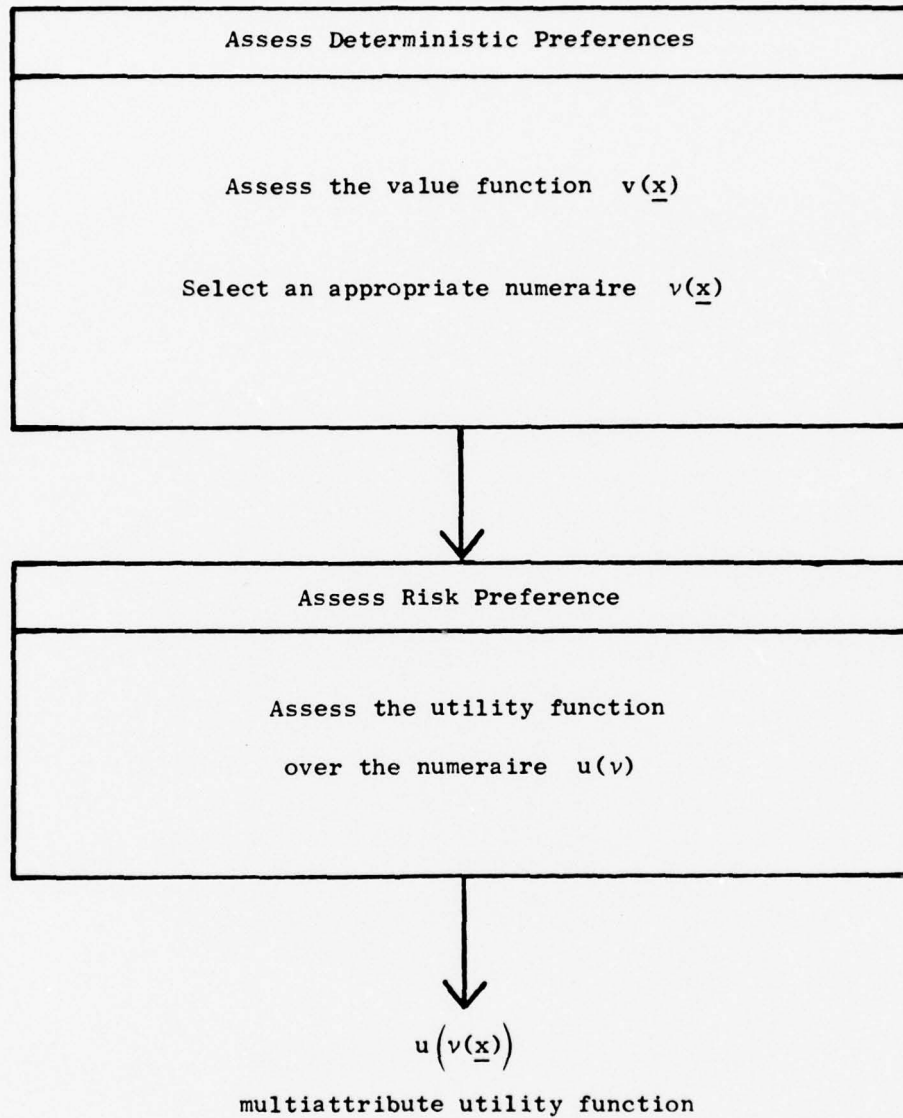 Assess Deterministic Preferences
Assess the value function v(x)
Select an appropriate numeraire ν(x)
Assess Risk Preference
Assess the utility function
over the numeraire u(ν)
u(ν(x))
multiattribute utility function